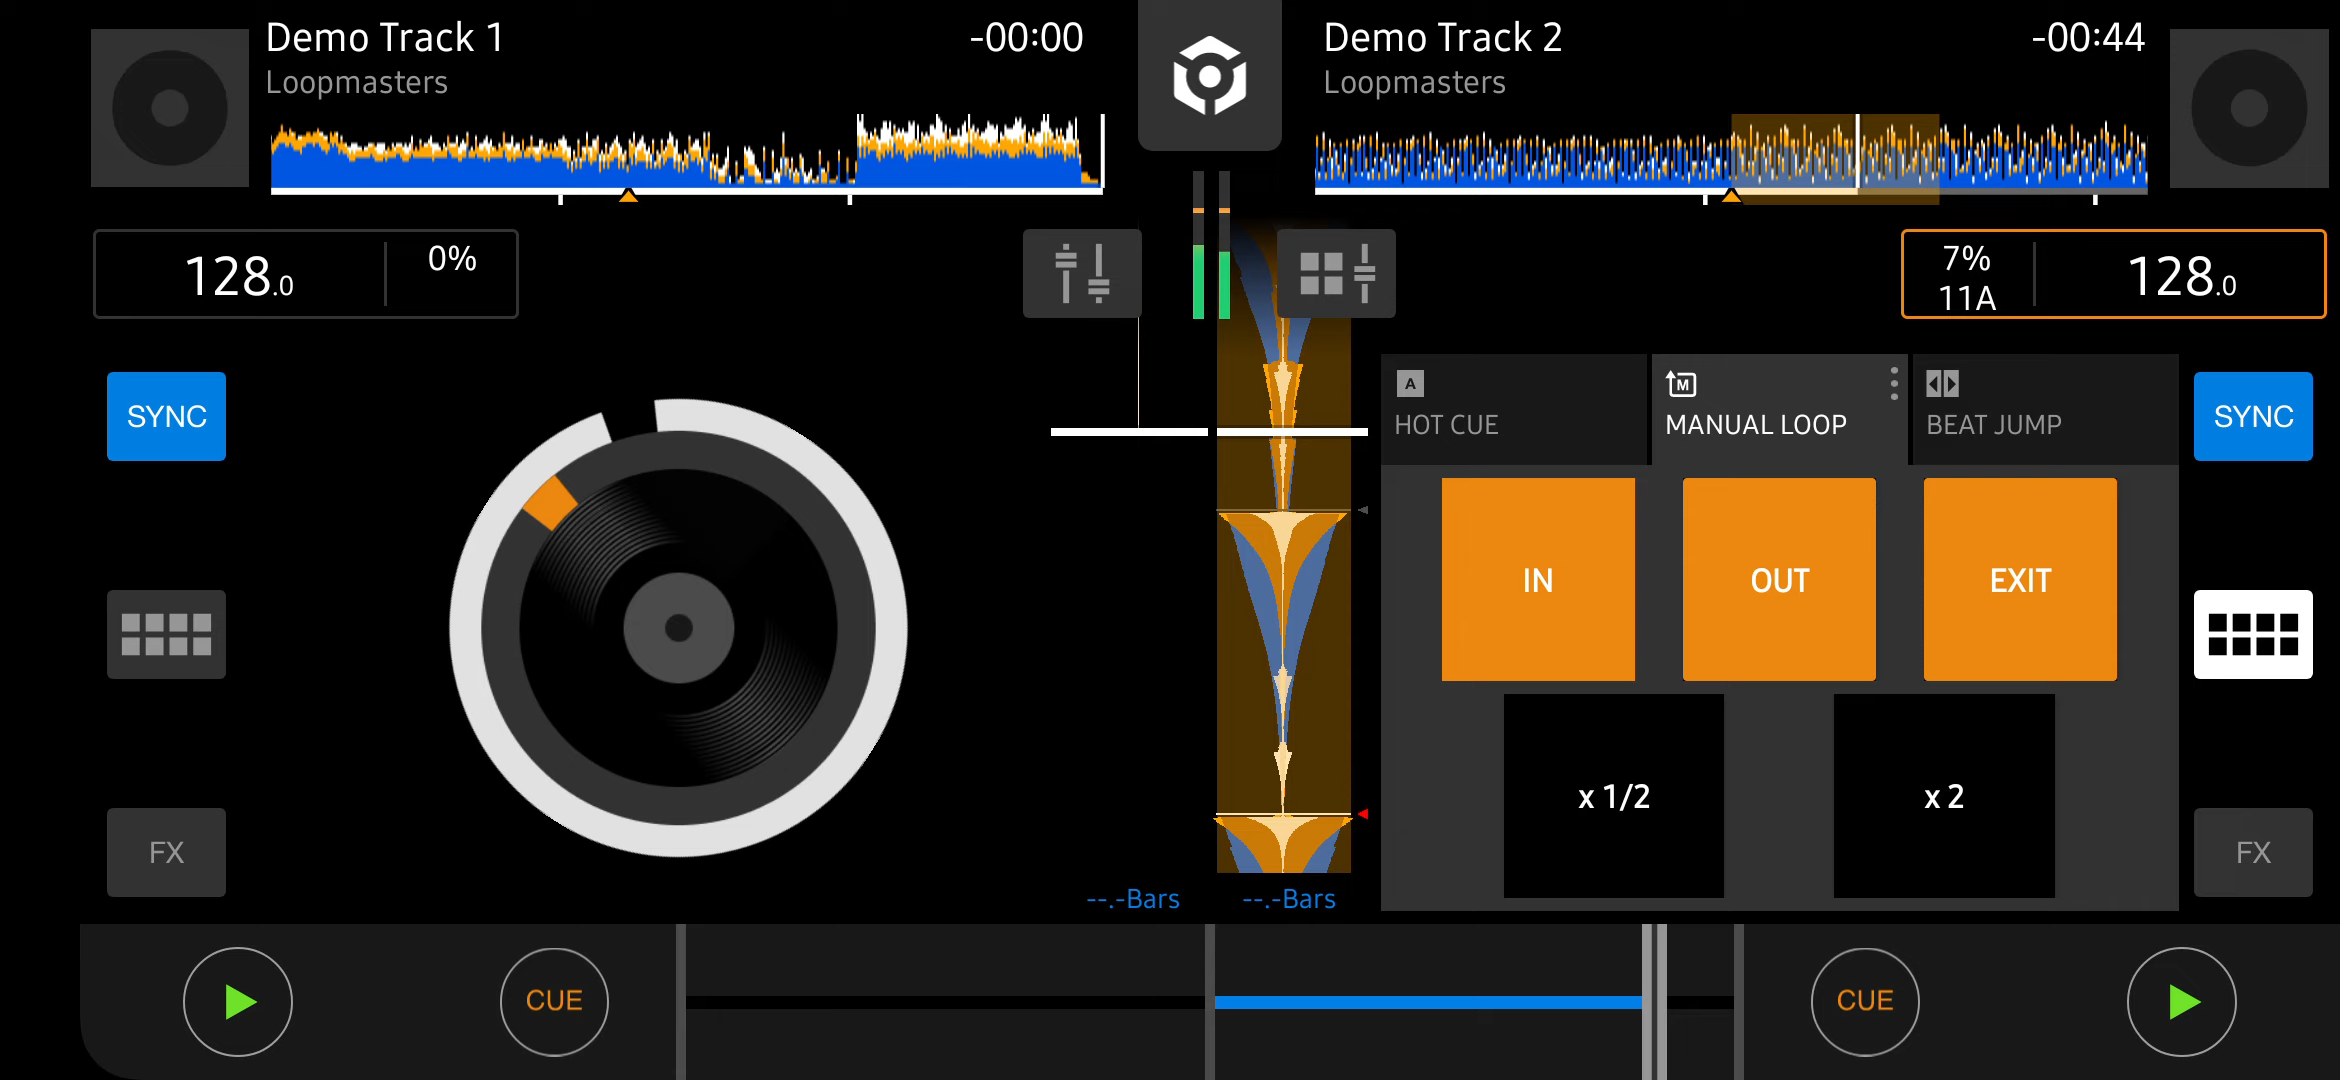 Demo Track 1
-00:00
Loopmasters
Demo Track 2
-00:44
Loopmasters
128.0
0%
7%
11A
128.0
SYNC
A
HOT CUE
M
MANUAL LOOP
BEAT JUMP
SYNC
IN
OUT
EXIT
x 1/2
x 2
FX
FX
--.-Bars
--.-Bars
CUE
CUE